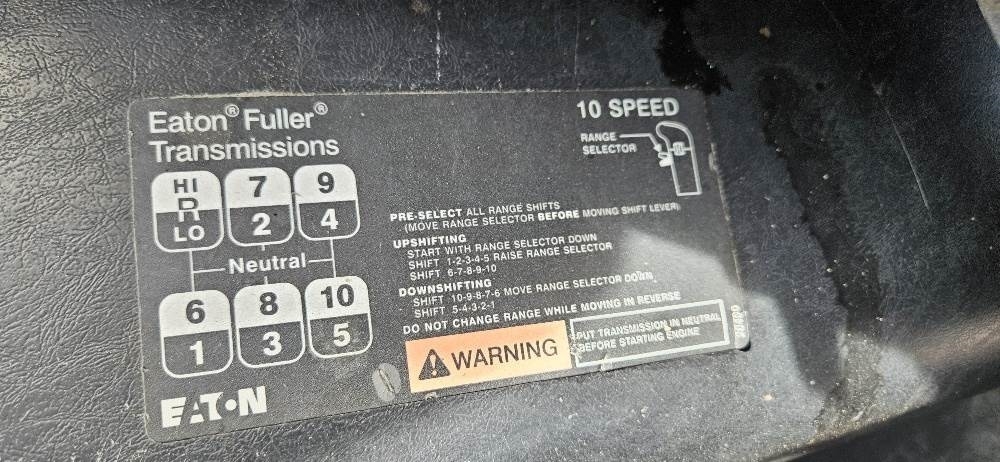 Eaton® Fuller®
Transmissions
10 SPEED
RANGE
SELECTOR
HI
R
LO
7
2
9
4
Neutral
6
1
8
3
10
5
PRE-SELECT ALL RANGE SHIFTS
(MOVE RANGE SELECTOR BEFORE MOVING SHIFT LEVER)
UPSHIFTING
START WITH RANGE SELECTOR DOWN
SHIFT 1-2-3-4-5 RAISE RANGE SELECTOR
SHIFT 6-7-8-9-10
DOWNSHIFTING
SHIFT 10-9-8-7-6 MOVE RANGE SELECTOR DOWN
SHIFT 5-4-3-2-1
DO NOT CHANGE RANGE WHILE MOVING IN REVERSE
WARNING
PUT TRANSMISSION IN NEUTRAL
BEFORE STARTING ENGINE
EATON